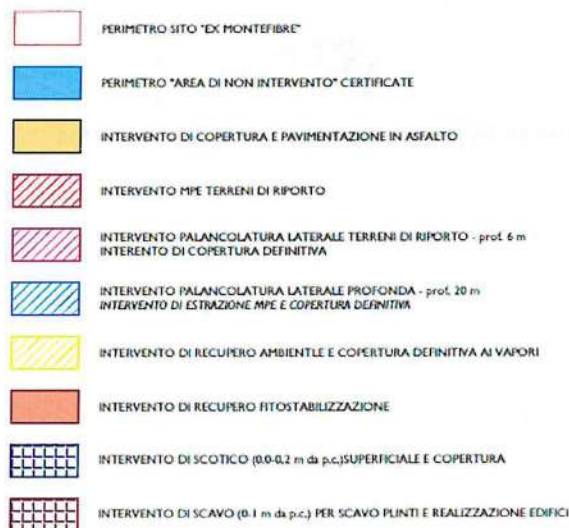 PERIMETRO SITO "EX MONTEFIBRE"
PERIMETRO "AREA DI NON INTERVENTO" CERTIFICATE
INTERVENTO DI COPERTURA E PAVIMENTAZIONE IN ASFALTO
INTERVENTO MPE TERRENI DI RIPORTO
INTERVENTO PALANCOLATURA LATERALE TERRENI DI RIPORTO - prof. 6 m
INTERENTO DI COPERTURA DEFINITIVA
INTERVENTO PALANCOLATURA LATERALE PROFONDA - prof. 20 m
INTERVENTO DI ESTRAZIONE MPE E COPERTURA DEFINITIVA
INTERVENTO DI RECUPERO AMBIENTLE E COPERTURA DEFINITIVA AI VAPORI
INTERVENTO DI RECUPERO FITOSTABILIZZAZIONE
INTERVENTO DI SCOTICO (0.0-0,2 m da p.c.)SUPERFICIALE E COPERTURA
INTERVENTO DI SCAVO (0-1 m da p.c.) PER SCAVO PLINTI E REALIZZAZIONE EDIFICI